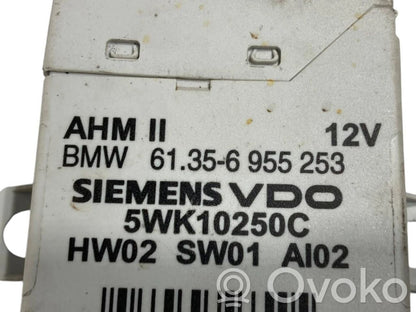 AHM II 12V
BMW 61.35-6 955 253
SIEMENS VDO
5WK10250C
HW02 SW01 AI02
Ovoko